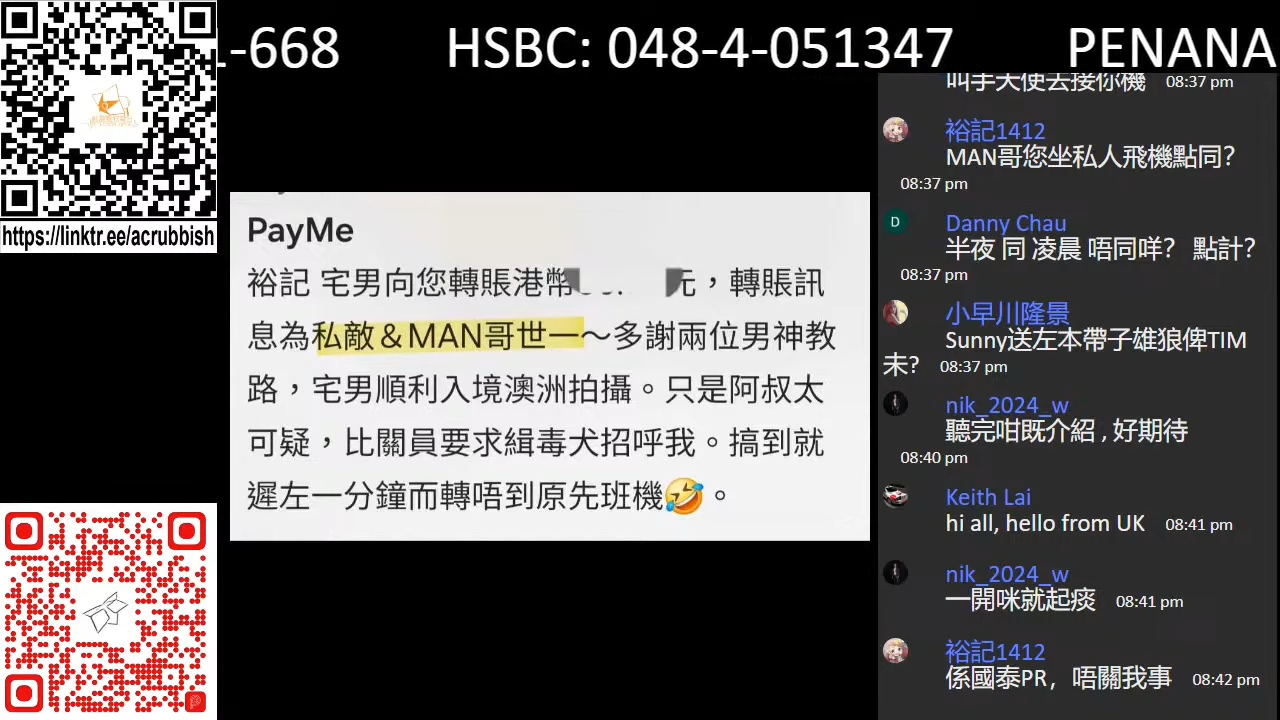 -668 HSBC: 048-4-051347 PENANA
https://linktr.ee/acrubbish
PayMe
裕記 宅男向您轉賬港幣 元，轉賬訊
息為私敵＆MAN哥世一～多謝兩位男神教
路，宅男順利入境澳洲拍攝。只是阿叔太
可疑，比關員要求緝毒犬招呼我。搞到就
遲左一分鐘而轉唔到原先班機🤣。
叫手天使去接你機 08:37 pm
裕記1412
MAN哥您坐私人飛機點同？
08:37 pm
D
Danny Chau
半夜 同 凌晨 唔同咩？ 點計？
08:37 pm
小早川隆景
Sunny送左本帶子雄狼俾TIM
未？ 08:37 pm
nik_2024_w
聽完咁既介紹 , 好期待
08:40 pm
Keith Lai
hi all, hello from UK 08:41 pm
nik_2024_w
一開咪就起痰 08:41 pm
裕記1412
係國泰PR，唔關我事 08:42 pm